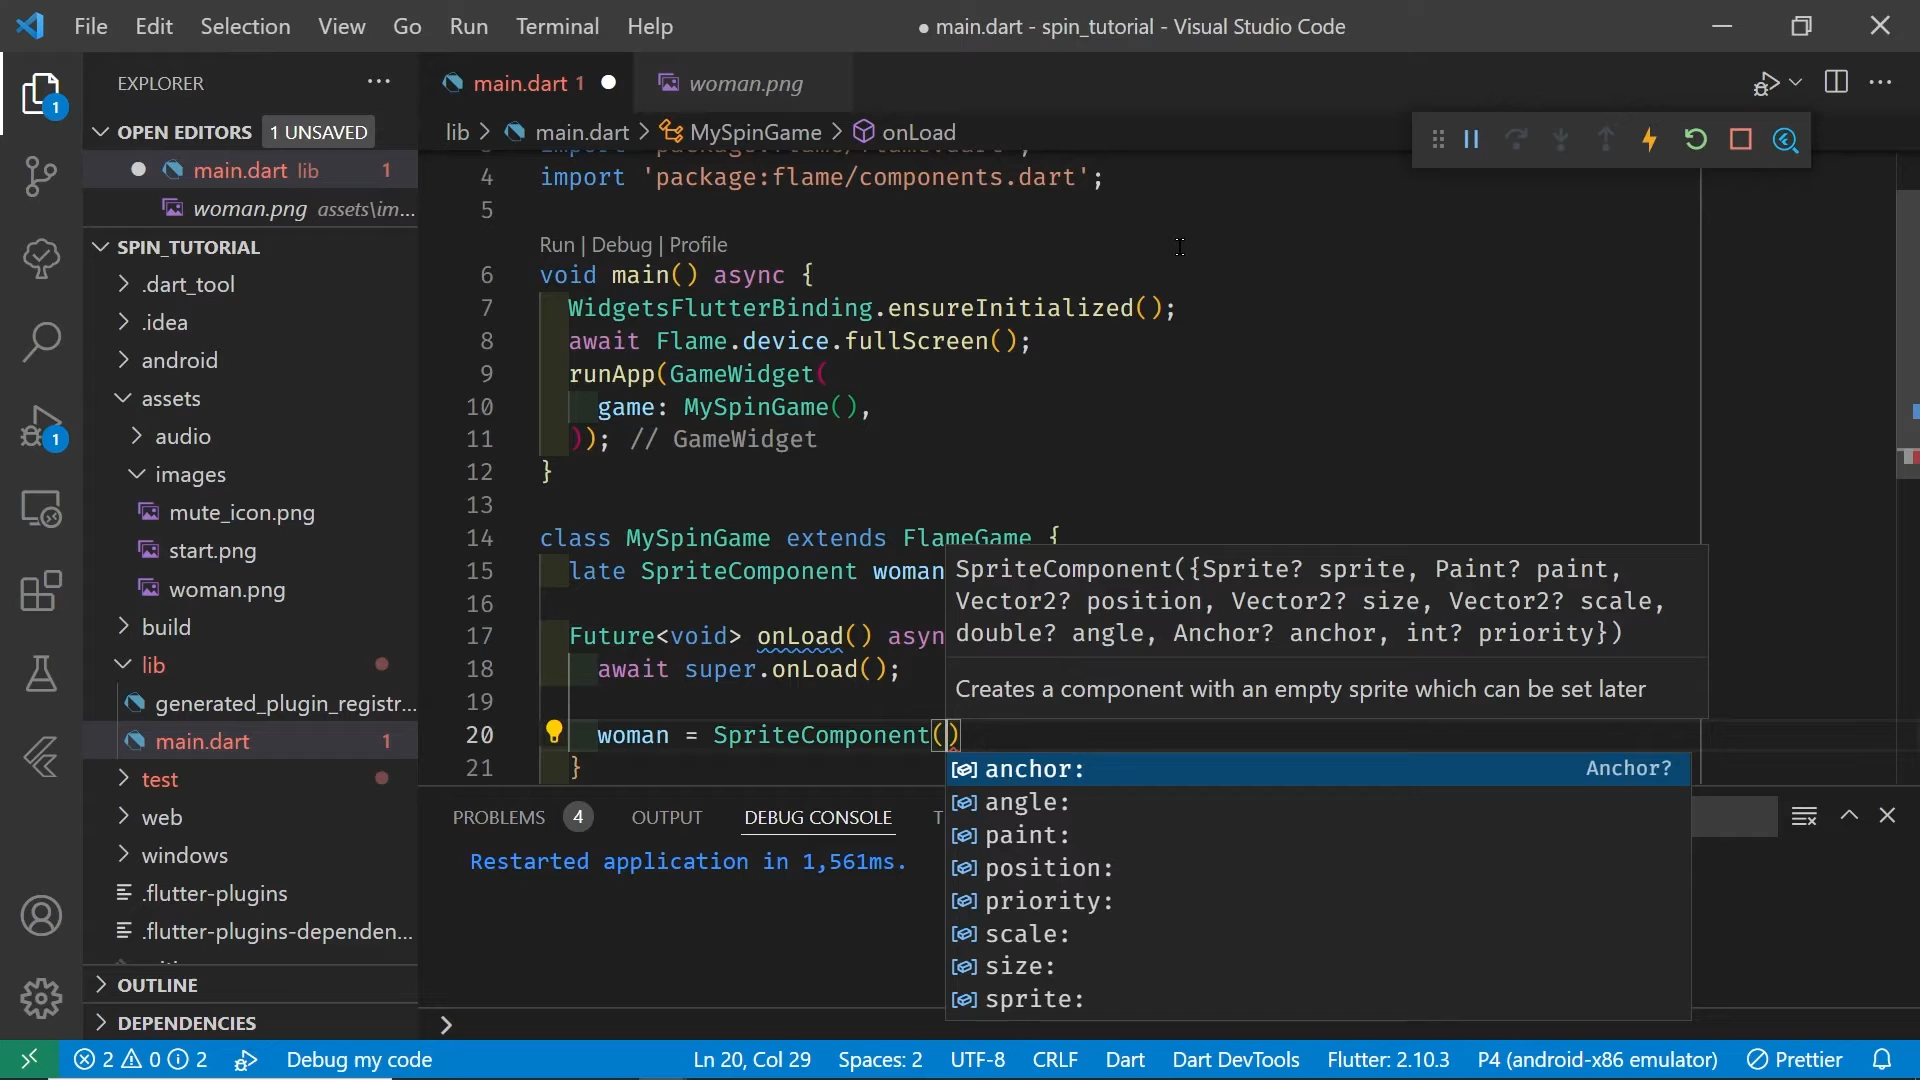 File Edit Selection View Go Run Terminal Help
● main.dart - spin_tutorial - Visual Studio Code
EXPLORER
1
OPEN EDITORS 1 UNSAVED
main.dart lib 1
woman.png assets\im...
SPIN_TUTORIAL
.dart_tool
.idea
android
assets
audio
images
mute_icon.png
start.png
woman.png
build
lib
generated_plugin_registr...
main.dart 1
test
web
windows
.flutter-plugins
.flutter-plugins-dependen...
OUTLINE
DEPENDENCIES
1
main.dart 1
woman.png
lib > main.dart > MySpinGame > onLoad
3 import 'package:flame/flame.dart';
4 import 'package:flame/components.dart';
5
Run | Debug | Profile
6 void main() async {
7 WidgetsFlutterBinding.ensureInitialized();
8 await Flame.device.fullScreen();
9 runApp(GameWidget(
10 game: MySpinGame(),
11 )); // GameWidget
12 }
13
14 class MySpinGame extends FlameGame {
15 late SpriteComponent woman
16
17 Future<void> onLoad() asyn
18 await super.onLoad();
19
20 woman = SpriteComponent()
21 }
SpriteComponent({Sprite? sprite, Paint? paint,
Vector2? position, Vector2? size, Vector2? scale,
double? angle, Anchor? anchor, int? priority})
Creates a component with an empty sprite which can be set later
anchor: Anchor?
angle:
paint:
position:
priority:
scale:
size:
sprite:
PROBLEMS 4 OUTPUT DEBUG CONSOLE T
Restarted application in 1,561ms.
2 0 2 Debug my code Ln 20, Col 29 Spaces: 2 UTF-8 CRLF Dart Dart DevTools Flutter: 2.10.3 P4 (android-x86 emulator) Prettier